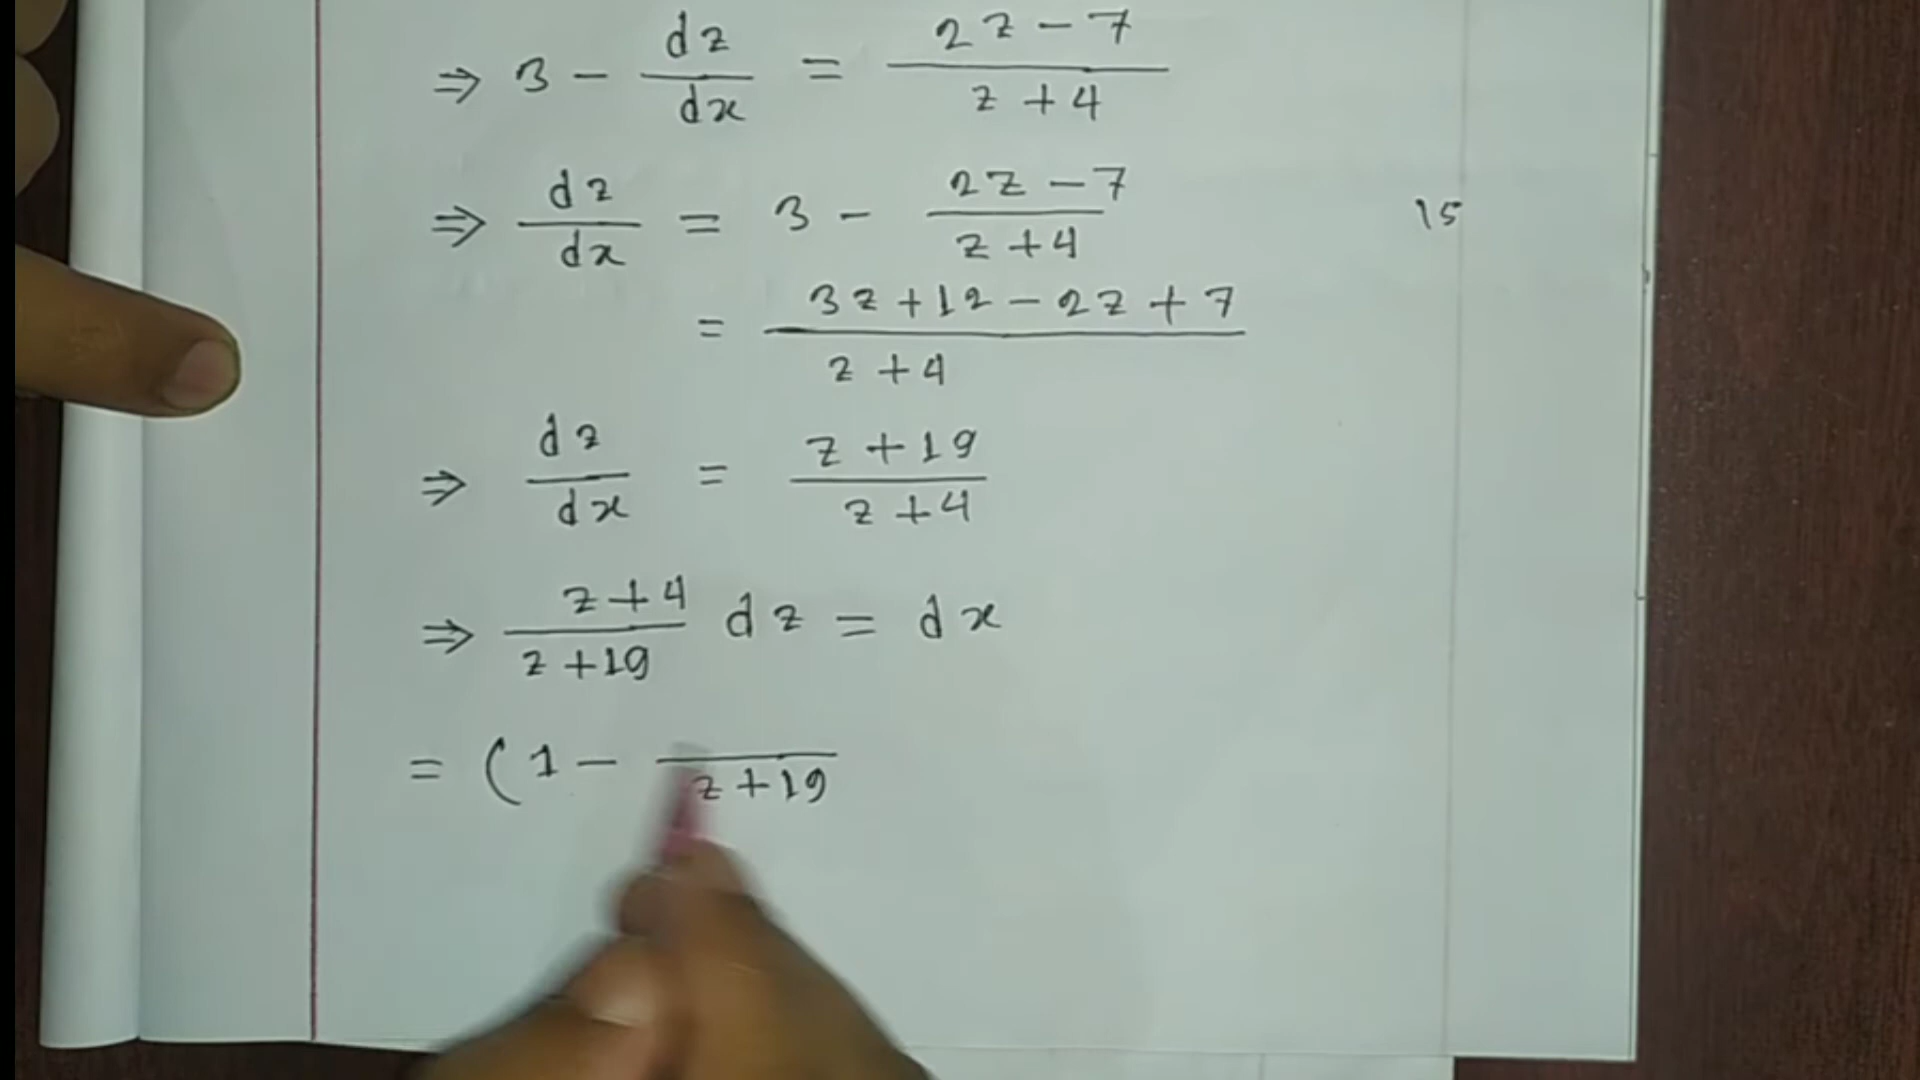 ⇒ 3 - dz/dx = (2z - 7)/(z + 4)
⇒ dz/dx = 3 - (2z - 7)/(z + 4)
15
= (3z + 12 - 2z + 7)/(z + 4)
⇒ dz/dx = (z + 19)/(z + 4)
⇒ (z + 4)/(z + 19) dz = dx
= (1 - /(z + 19)